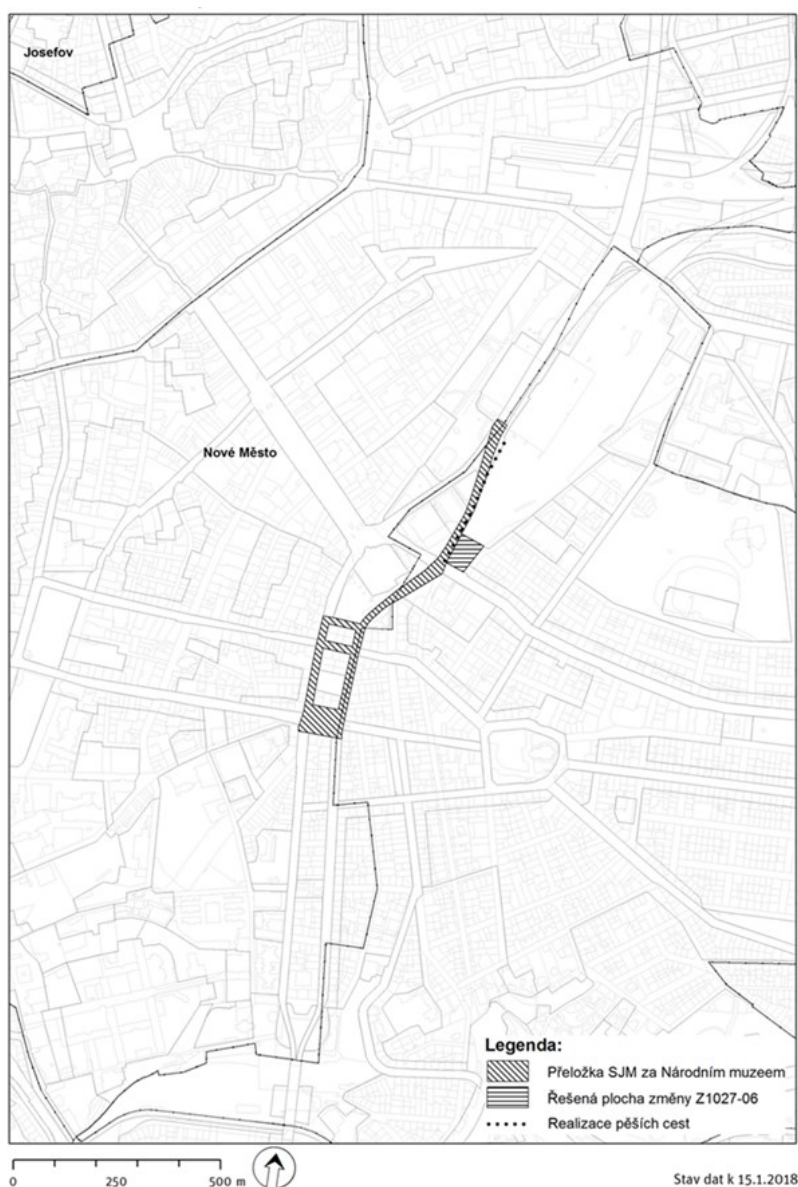 Josefov
Nové Město
Legenda:
Přeložka SJM za Národním muzeem
Řešená plocha změny Z1027-06
Realizace pěších cest
0 250 500 m
Stav dat k 15.1.2018